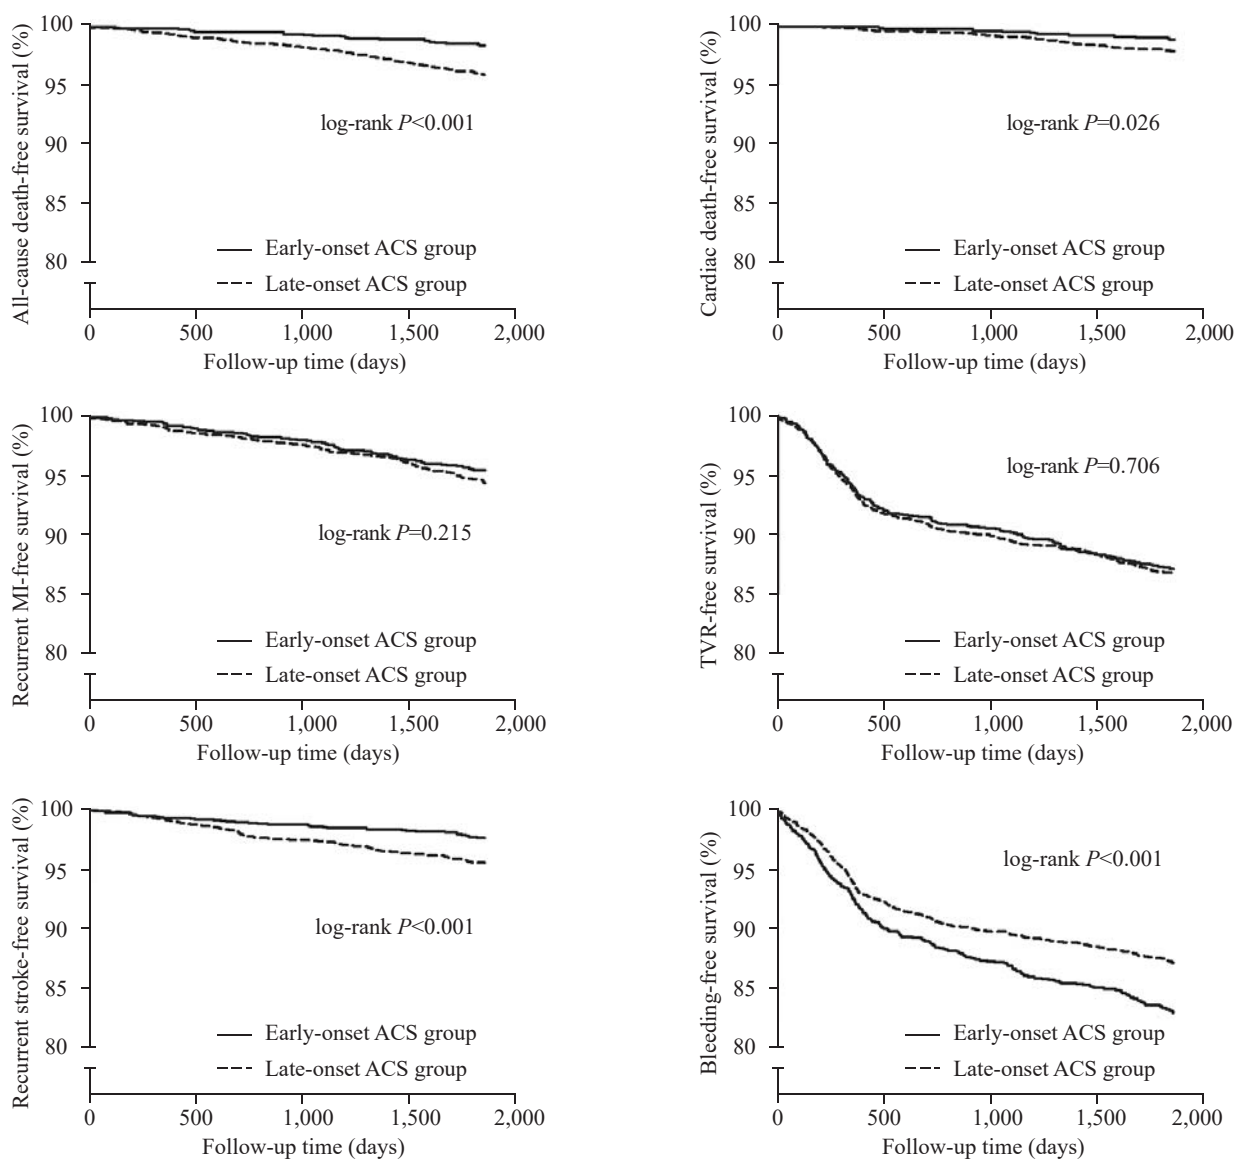 All-cause death-free survival (%)
100
95
90
85
80
log-rank P<0.001
Early-onset ACS group
Late-onset ACS group
0 500 1,000 1,500 2,000
Follow-up time (days)
Cardiac death-free survival (%)
100
95
90
85
80
log-rank P=0.026
Early-onset ACS group
Late-onset ACS group
0 500 1,000 1,500 2,000
Follow-up time (days)
Recurrent MI-free survival (%)
100
95
90
85
80
log-rank P=0.215
Early-onset ACS group
Late-onset ACS group
0 500 1,000 1,500 2,000
Follow-up time (days)
TVR-free survival (%)
100
95
90
85
80
log-rank P=0.706
Early-onset ACS group
Late-onset ACS group
0 500 1,000 1,500 2,000
Follow-up time (days)
Recurrent stroke-free survival (%)
100
95
90
85
80
log-rank P<0.001
Early-onset ACS group
Late-onset ACS group
0 500 1,000 1,500 2,000
Follow-up time (days)
Bleeding-free survival (%)
100
95
90
85
80
log-rank P<0.001
Early-onset ACS group
Late-onset ACS group
0 500 1,000 1,500 2,000
Follow-up time (days)